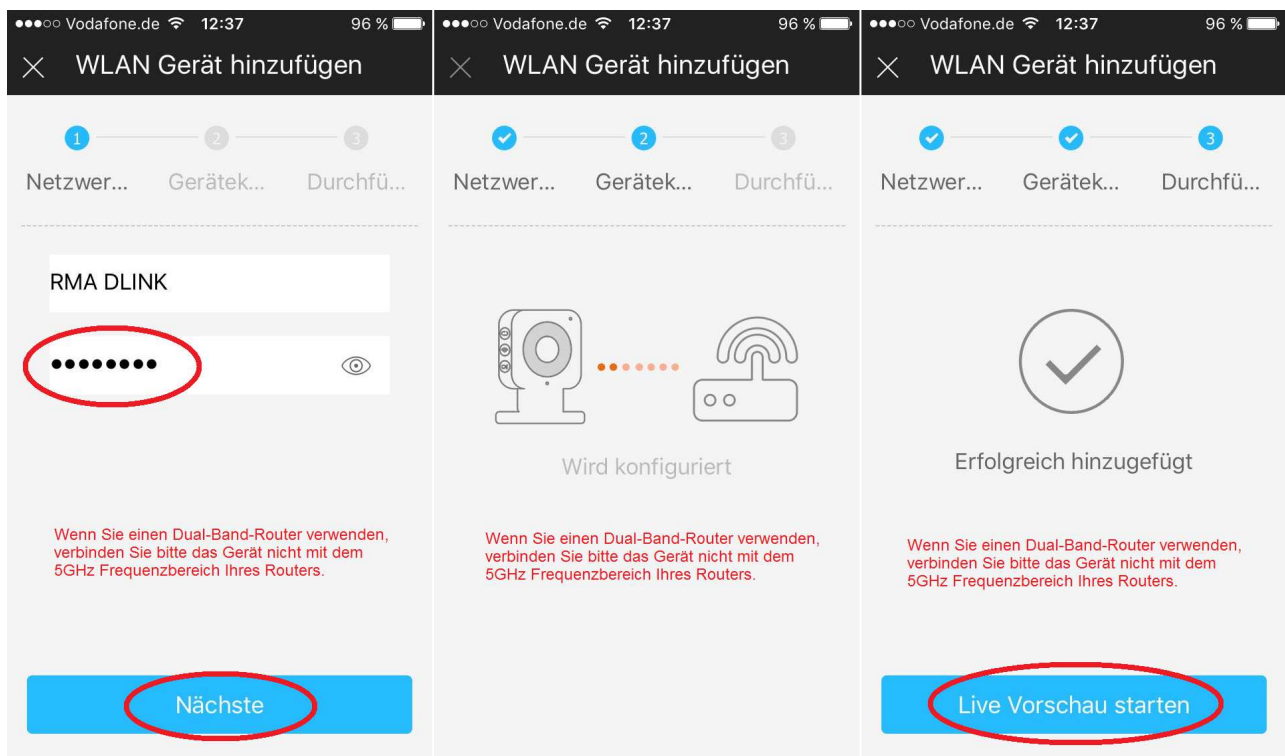 ●●●○○ Vodafone.de 12:37 96 %
WLAN Gerät hinzufügen
1 2 3
Netzwer... Gerätek... Durchfü...
RMA DLINK
●●●●●●●●
Wenn Sie einen Dual-Band-Router verwenden,
verbinden Sie bitte das Gerät nicht mit dem
5GHz Frequenzbereich Ihres Routers.
Nächste
●●●○○ Vodafone.de 12:37 96 %
WLAN Gerät hinzufügen
2 3
Netzwer... Gerätek... Durchfü...
Wird konfiguriert
Wenn Sie einen Dual-Band-Router verwenden,
verbinden Sie bitte das Gerät nicht mit dem
5GHz Frequenzbereich Ihres Routers.
●●●○○ Vodafone.de 12:37 96 %
WLAN Gerät hinzufügen
3
Netzwer... Gerätek... Durchfü...
Erfolgreich hinzugefügt
Wenn Sie einen Dual-Band-Router verwenden,
verbinden Sie bitte das Gerät nicht mit dem
5GHz Frequenzbereich Ihres Routers.
Live Vorschau starten